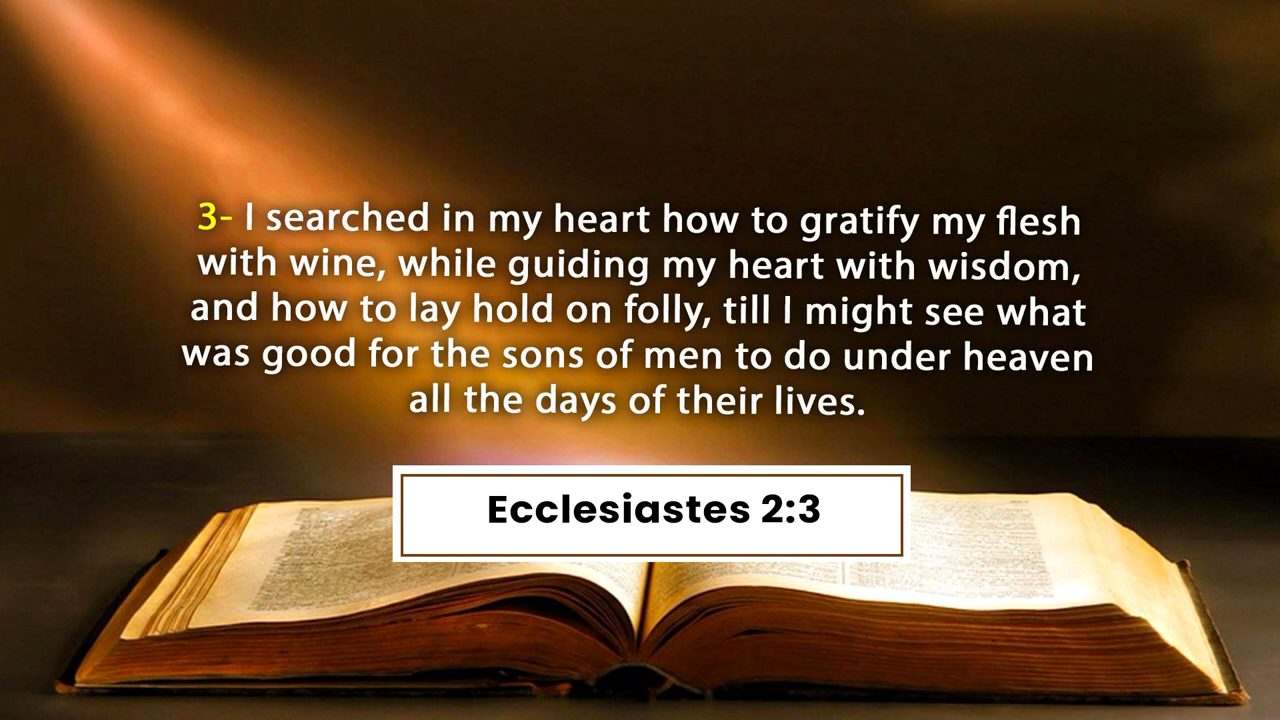 3- I searched in my heart how to gratify my flesh
with wine, while guiding my heart with wisdom,
and how to lay hold on folly, till I might see what
was good for the sons of men to do under heaven
all the days of their lives.
Ecclesiastes 2:3